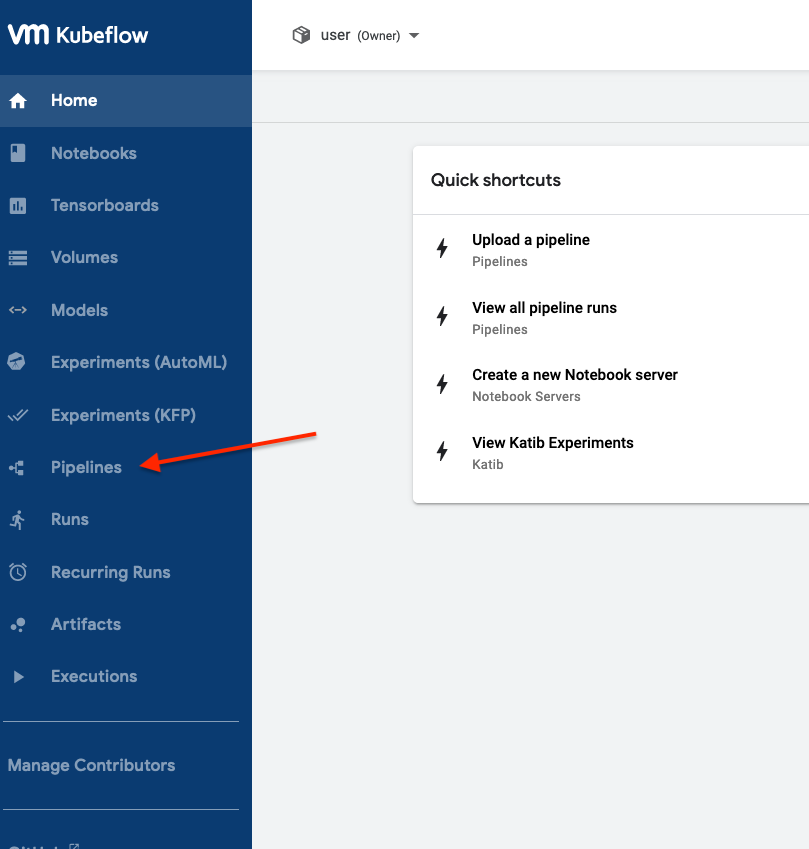 vm Kubeflow
user (Owner)
Home
Notebooks
Tensorboards
Volumes
Models
Experiments (AutoML)
Experiments (KFP)
Pipelines
Runs
Recurring Runs
Artifacts
Executions
Manage Contributors
Quick shortcuts
Upload a pipeline
Pipelines
View all pipeline runs
Pipelines
Create a new Notebook server
Notebook Servers
View Katib Experiments
Katib